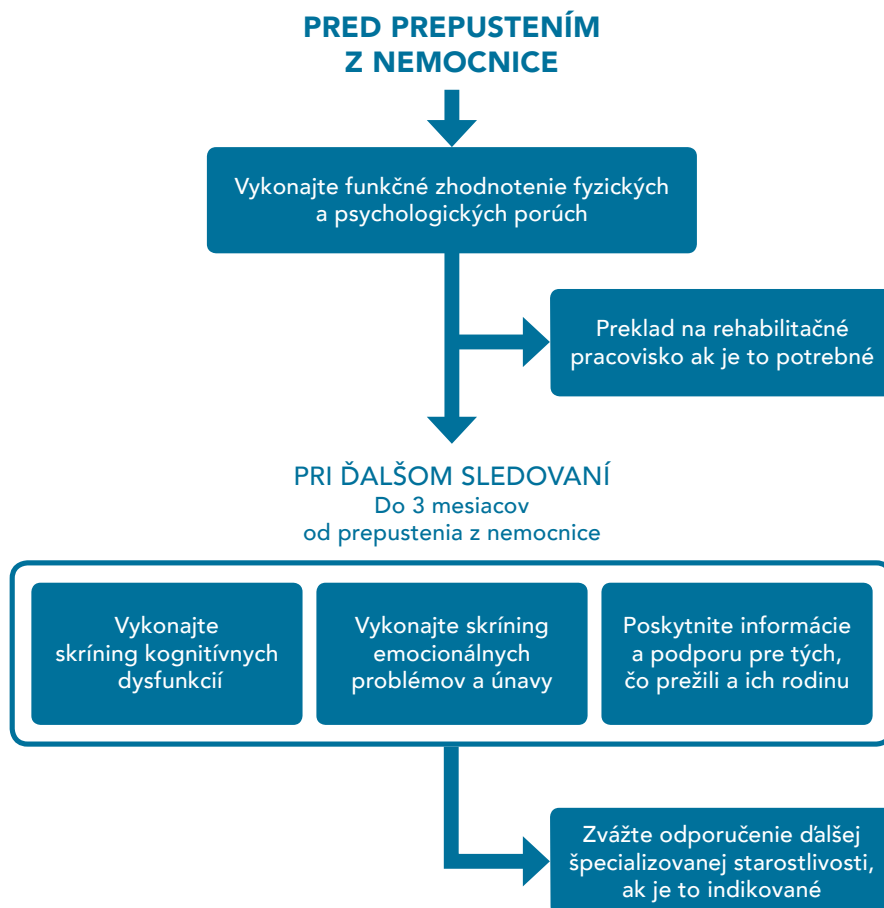 PRED PREPUSTENÍM
Z NEMOCNICE
Vykonajte funkčné zhodnotenie fyzických
a psychologických porúch
Preklad na rehabilitačné
pracovisko ak je to potrebné
PRI ĎALŠOM SLEDOVANÍ
Do 3 mesiacov
od prepustenia z nemocnice
Vykonajte
skríning kognitívnych
dysfunkcií
Vykonajte skríning
emocionálnych
problémov a únavy
Poskytnite informácie
a podporu pre tých,
čo prežili a ich rodinu
Zvážte odporučenie ďalšej
špecializovanej starostlivosti,
ak je to indikované